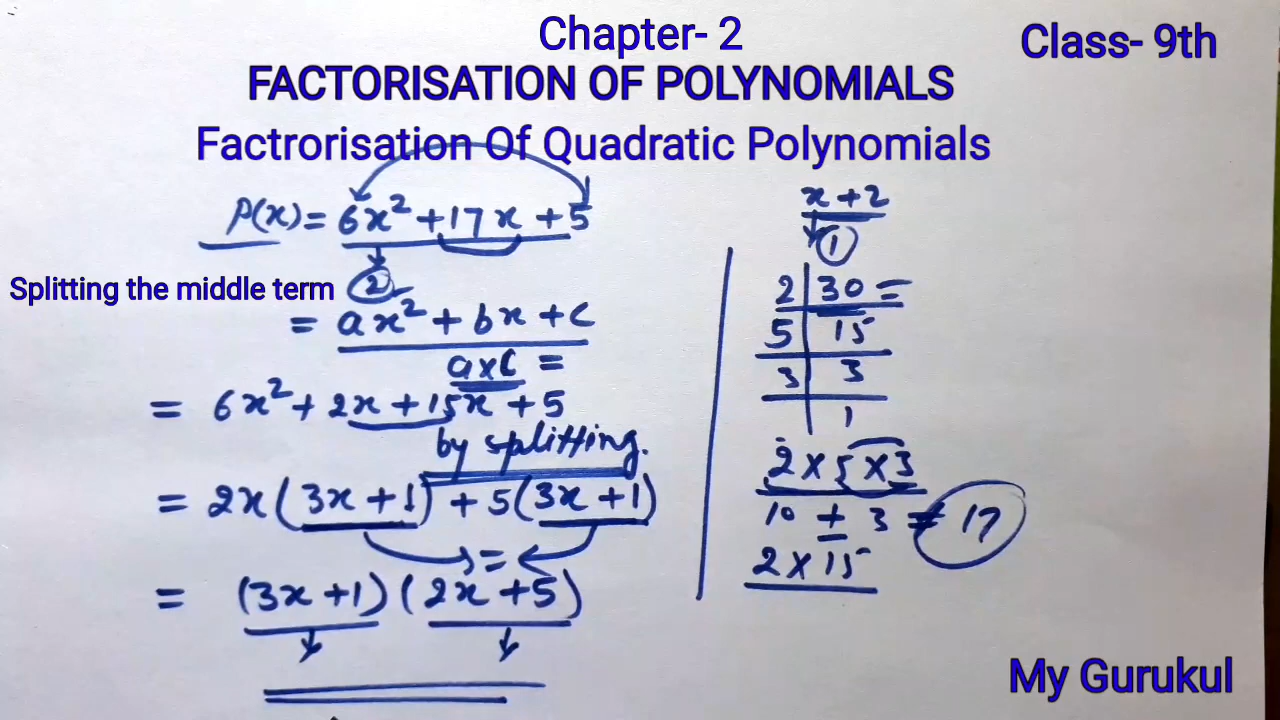 Chapter- 2
Class- 9th
FACTORISATION OF POLYNOMIALS
Factrorisation Of Quadratic Polynomials
P(x) = 6x² + 17x + 5
2
Splitting the middle term
= ax² + bx + c
a×c =
= 6x² + 2x + 15x + 5
by splitting.
= 2x (3x + 1) + 5 (3x + 1)
=
= (3x + 1) (2x + 5)
x + 2
1
2 | 30 =
5 | 15
3 | 3
1
2 × 5 × 3
10 + 3 ≠ 17
2 × 15
My Gurukul